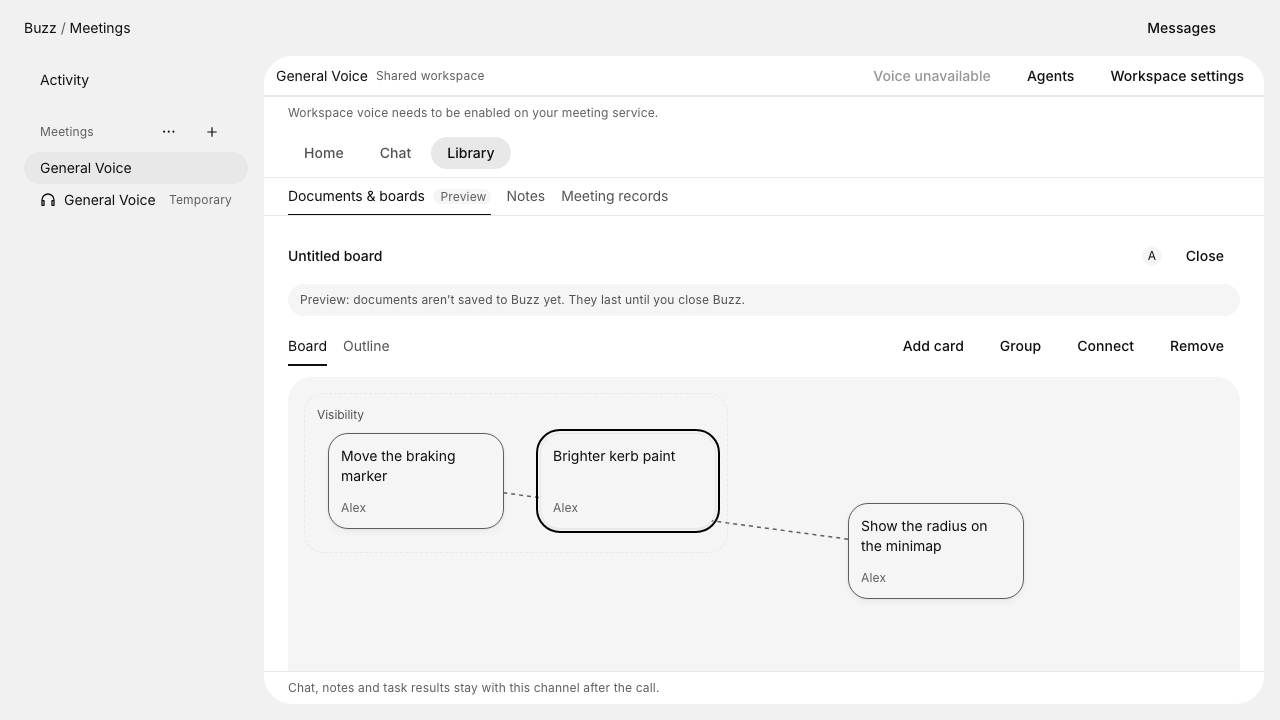 Buzz / Meetings
Messages
Activity
Meetings
General Voice
General Voice Temporary
General Voice Shared workspace
Voice unavailable
Agents
Workspace settings
Workspace voice needs to be enabled on your meeting service.
Home
Chat
Library
Documents & boards Preview
Notes
Meeting records
Untitled board
A
Close
Preview: documents aren't saved to Buzz yet. They last until you close Buzz.
Board
Outline
Add card
Group
Connect
Remove
Visibility
Move the braking
marker
Alex
Brighter kerb paint
Alex
Show the radius on
the minimap
Alex
Chat, notes and task results stay with this channel after the call.